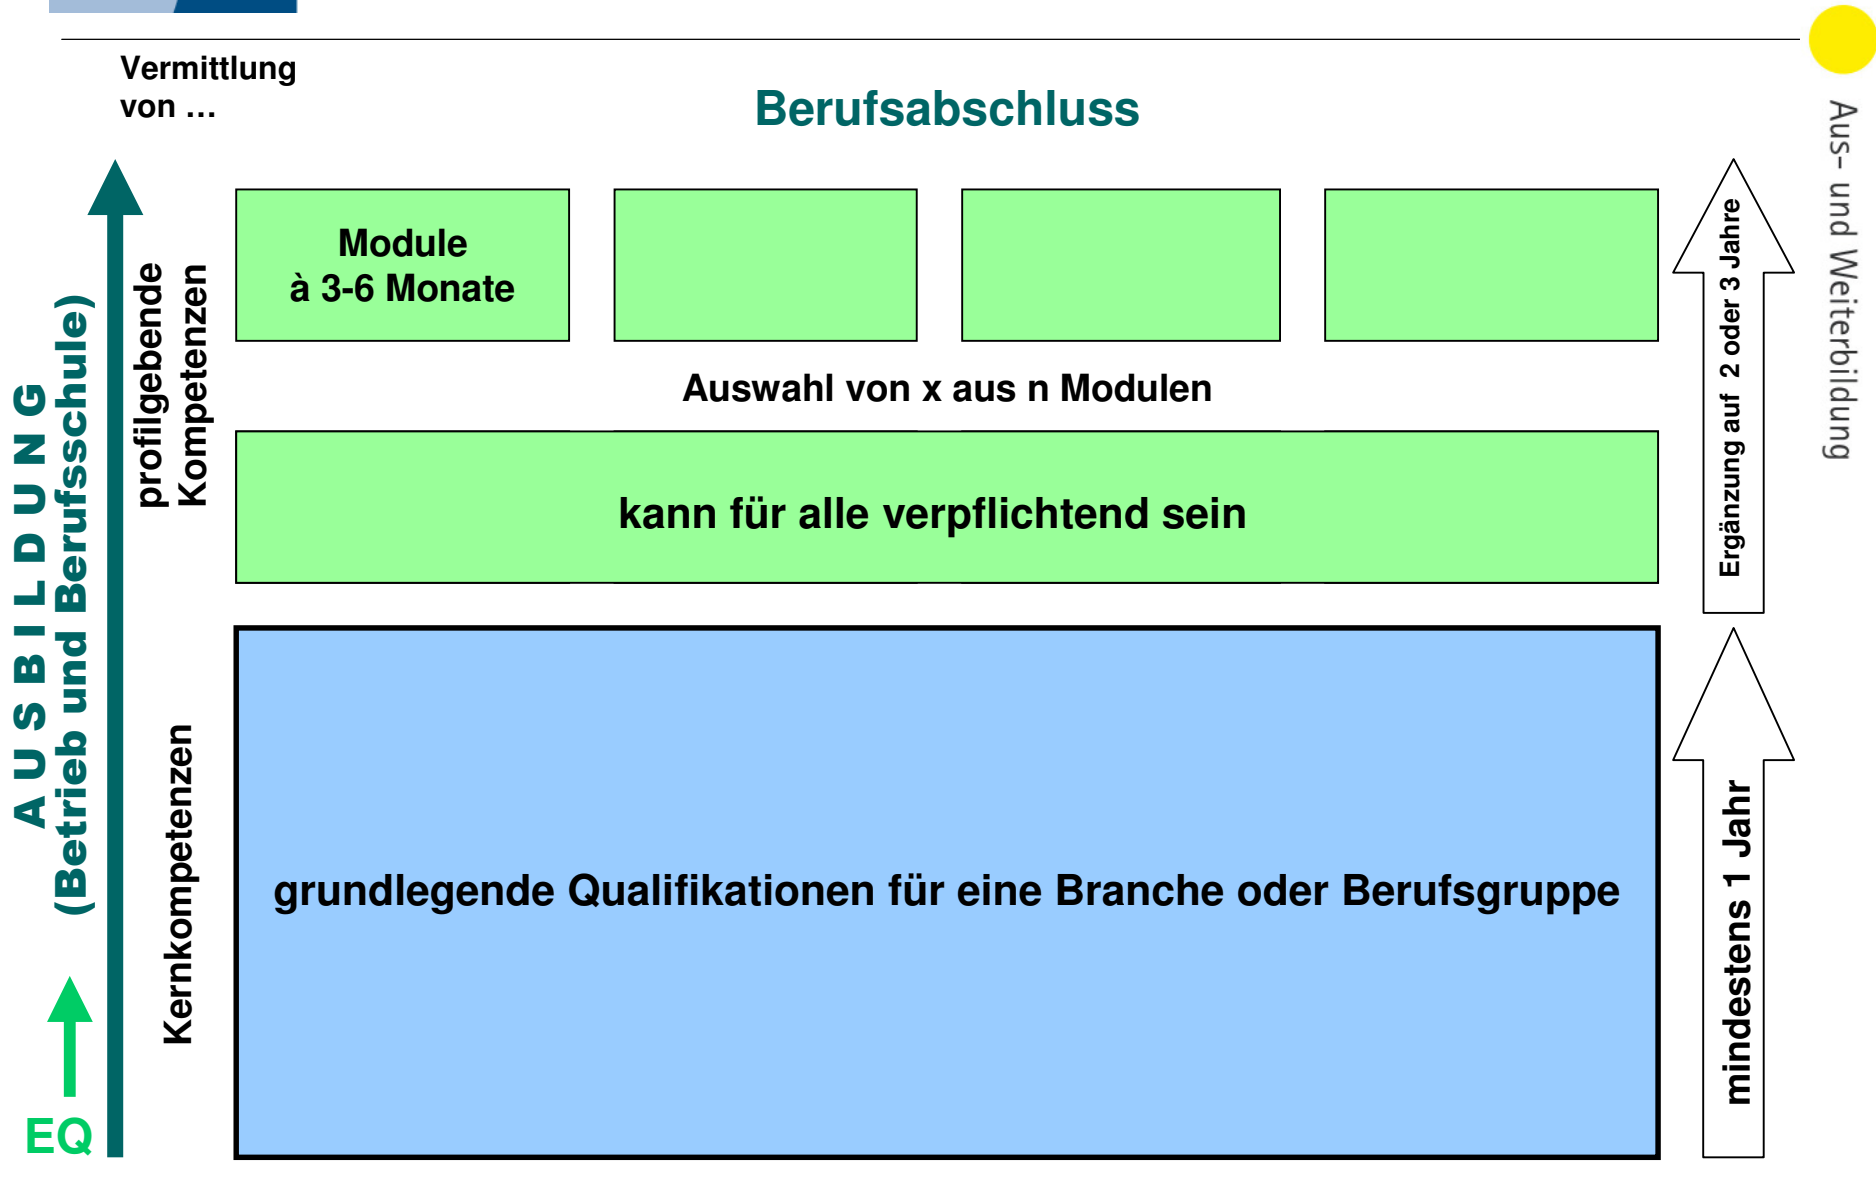 Vermittlung
von ...
Berufsabschluss
Aus- und Weiterbildung
AUSBILDUNG
(Betrieb und Berufsschule)
EQ
profilgebende
Kompetenzen
Module
à 3-6 Monate
Auswahl von x aus n Modulen
kann für alle verpflichtend sein
Ergänzung auf 2 oder 3 Jahre
Kernkompetenzen
grundlegende Qualifikationen für eine Branche oder Berufsgruppe
mindestens 1 Jahr